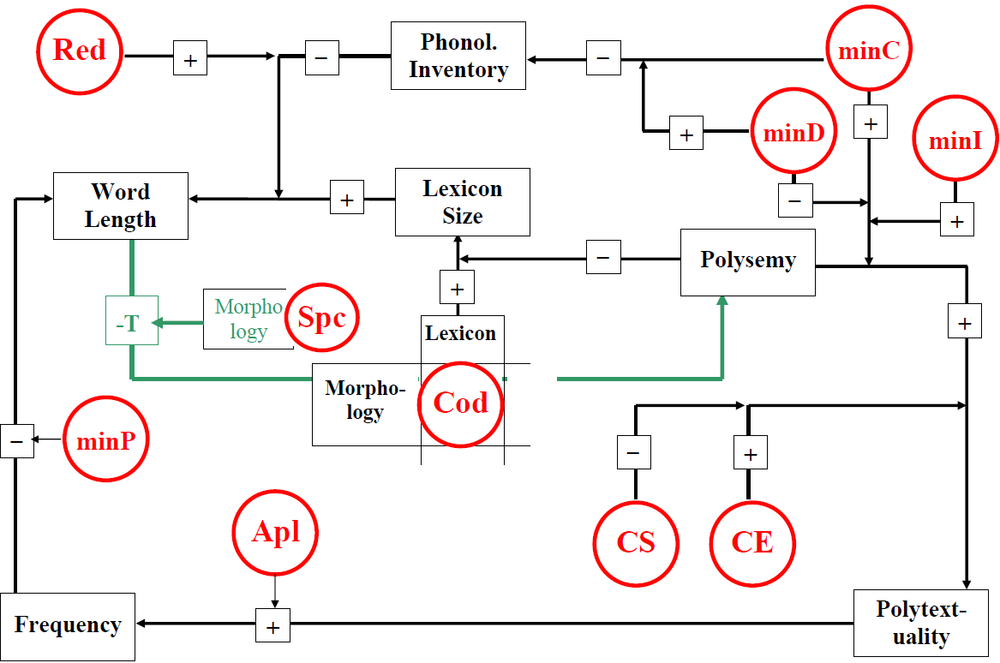 Red
+
−
Phonol.
Inventory
−
minC
+
minD
+
minI
−
+
Word
Length
+
Lexicon
Size
−
Polysemy
+
+
-T
Morpho
logy
Spc
Lexicon
Morpho-
logy
Cod
−
minP
−
+
CS
CE
Apl
Frequency
+
Polytext-
uality